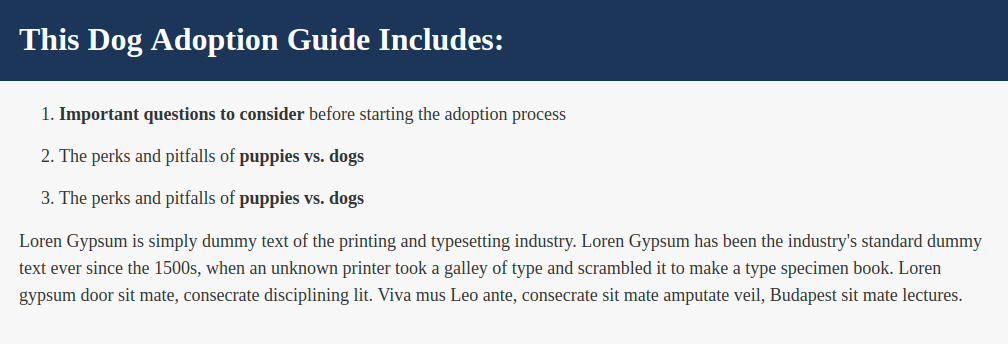 This Dog Adoption Guide Includes:
1. Important questions to consider before starting the adoption process
2. The perks and pitfalls of puppies vs. dogs
3. The perks and pitfalls of puppies vs. dogs
Loren Gypsum is simply dummy text of the printing and typesetting industry. Loren Gypsum has been the industry's standard dummy
text ever since the 1500s, when an unknown printer took a galley of type and scrambled it to make a type specimen book. Loren
gypsum door sit mate, consecrate disciplining lit. Viva mus Leo ante, consecrate sit mate amputate veil, Budapest sit mate lectures.